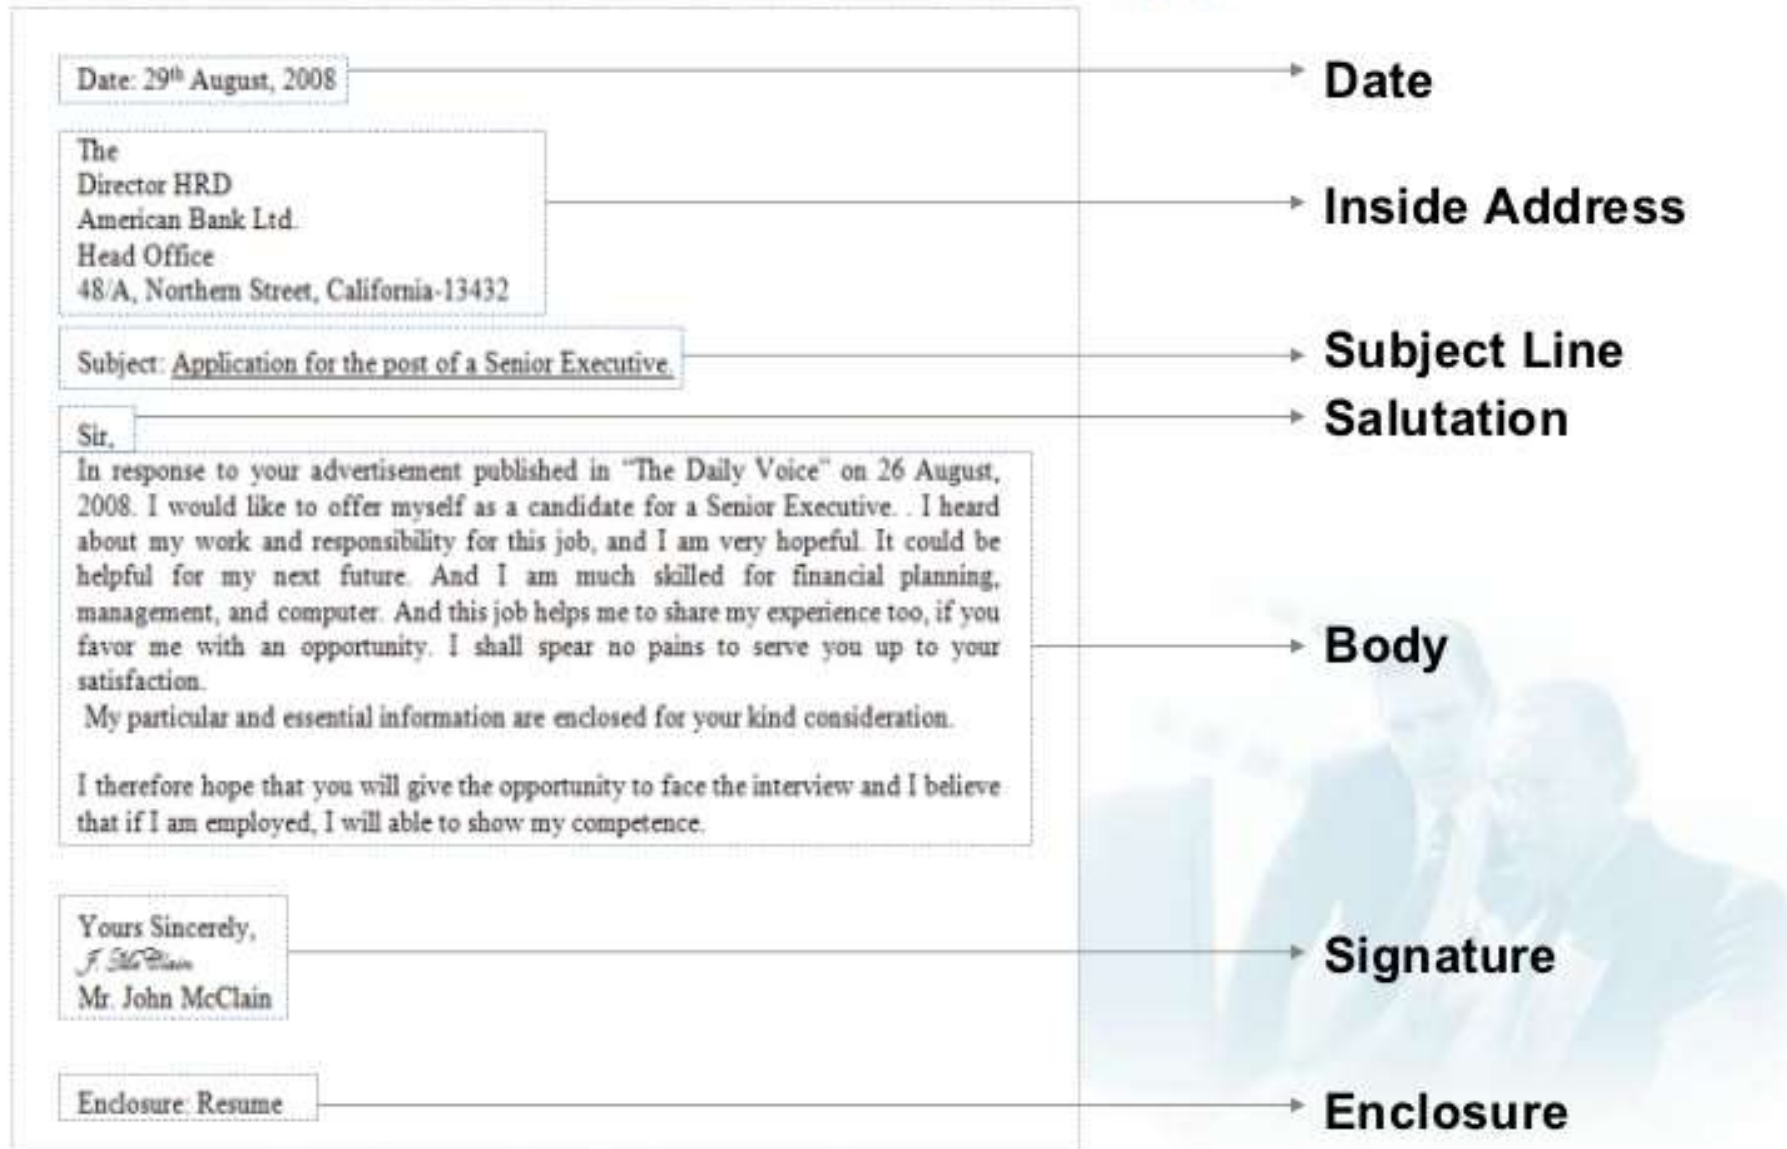 Date: 29th August, 2008
Date
The
Director HRD
American Bank Ltd.
Head Office
48/A, Northern Street, California-13432
Inside Address
Subject: Application for the post of a Senior Executive.
Subject Line
Sir,
Salutation
In response to your advertisement published in “The Daily Voice” on 26 August,
2008. I would like to offer myself as a candidate for a Senior Executive. . I heard
about my work and responsibility for this job, and I am very hopeful. It could be
helpful for my next future. And I am much skilled for financial planning,
management, and computer. And this job helps me to share my experience too, if you
favor me with an opportunity. I shall spear no pains to serve you up to your
satisfaction.
My particular and essential information are enclosed for your kind consideration.
I therefore hope that you will give the opportunity to face the interview and I believe
that if I am employed, I will able to show my competence.
Body
Yours Sincerely,
J. McClain
Mr. John McClain
Signature
Enclosure: Resume
Enclosure